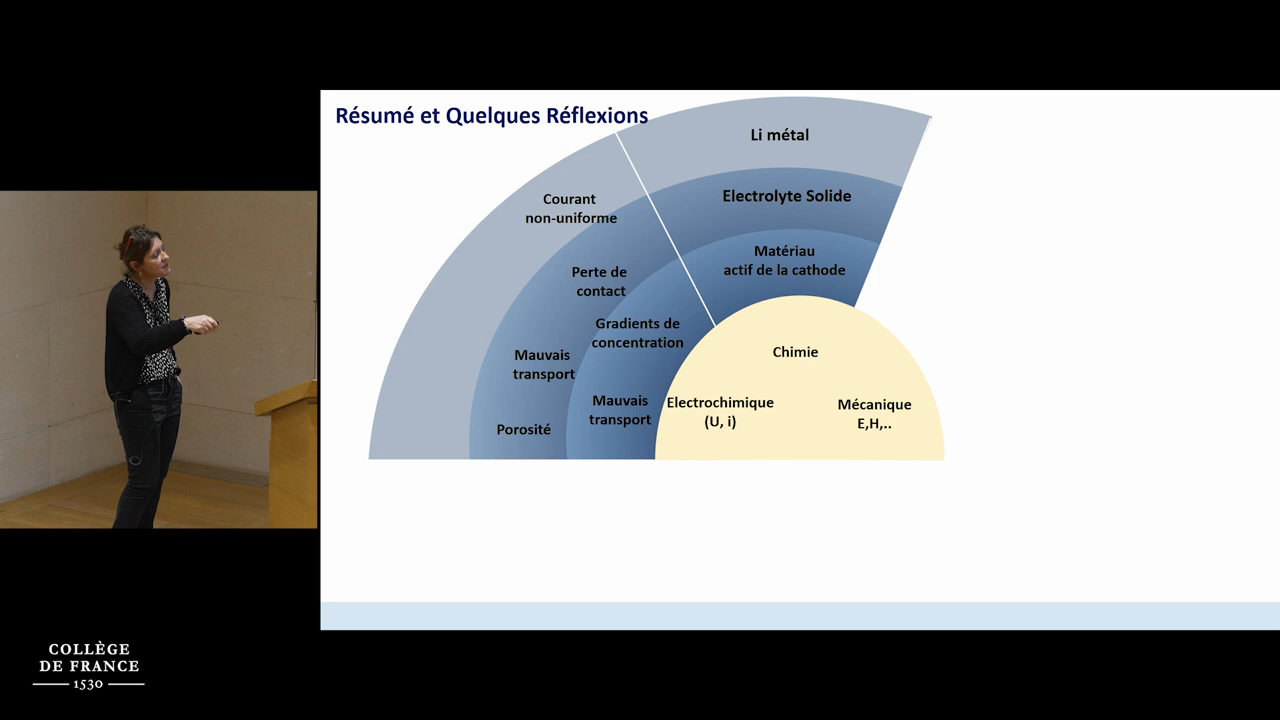 Résumé et Quelques Réflexions
Li métal
Electrolyte Solide
Matériau
actif de la cathode
Courant
non-uniforme
Perte de
contact
Gradients de
concentration
Mauvais
transport
Mauvais
transport
Porosité
Chimie
Electrochimique
(U, i)
Mécanique
E,H,..
COLLÈGE
DE FRANCE
1530